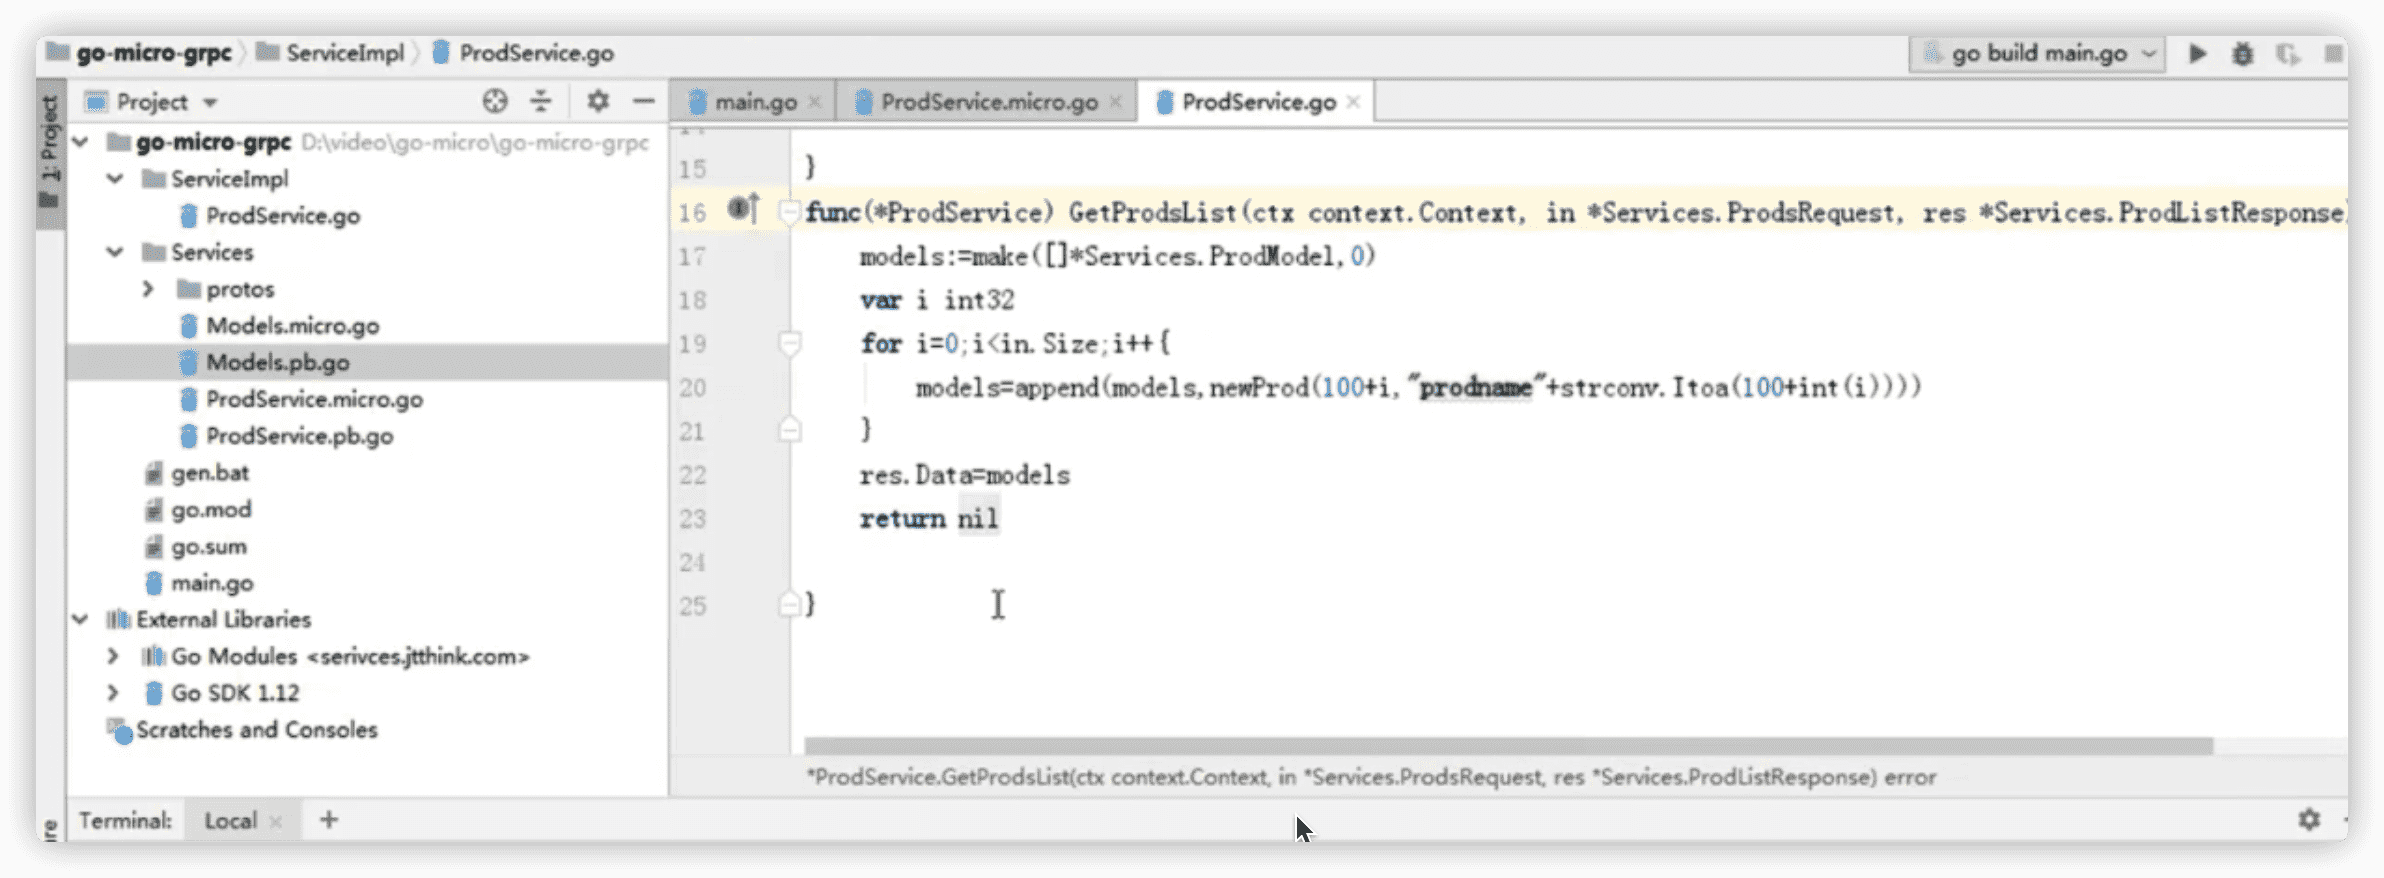 go-micro-grpc ServiceImpl ProdService.go
go build main.go
1: Project
Project
main.go ProdService.micro.go ProdService.go
go-micro-grpc D:\video\go-micro\go-micro-grpc
ServiceImpl
ProdService.go
Services
protos
Models.micro.go
Models.pb.go
ProdService.micro.go
ProdService.pb.go
gen.bat
go.mod
go.sum
main.go
External Libraries
Go Modules <serivces.jtthink.com>
Go SDK 1.12
Scratches and Consoles
15 }
16 func(*ProdService) GetProdsList(ctx context.Context, in *Services.ProdsRequest, res *Services.ProdListResponse)
17 models:=make([]*Services.ProdModel,0)
18 var i int32
19 for i=0;i<in.Size;i++{
20 models=append(models,newProd(100+i,"prodname"+strconv.Itoa(100+int(i))))
21 }
22 res.Data=models
23 return nil
24
25 }
*ProdService.GetProdsList(ctx context.Context, in *Services.ProdsRequest, res *Services.ProdListResponse) error
Terminal: Local +